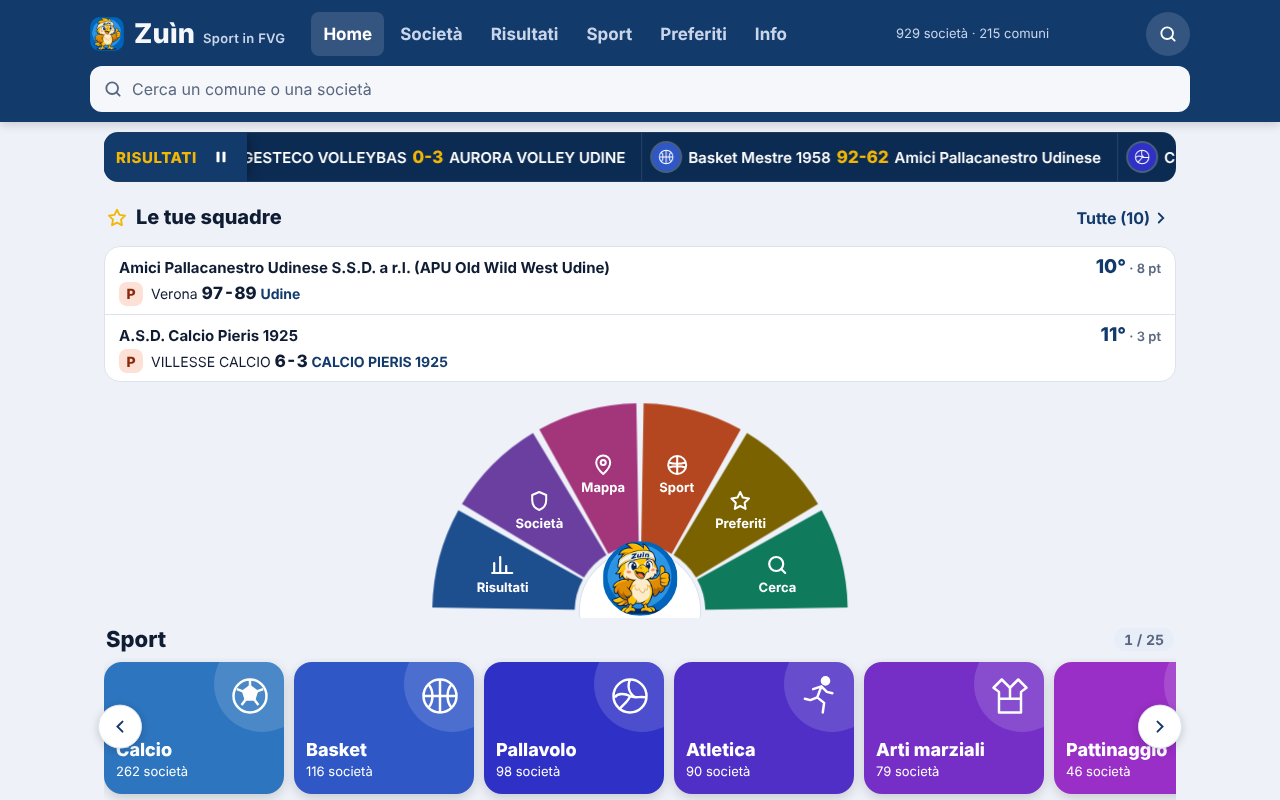 Zuìn Sport in FVG Home Società Risultati Sport Preferiti Info 929 società · 215 comuni
Cerca un comune o una società
RISULTATI GESTECO VOLLEYBAS 0-3 AURORA VOLLEY UDINE Basket Mestre 1958 92-62 Amici Pallacanestro Udinese C
Le tue squadre Tutte (10)
Amici Pallacanestro Udinese S.S.D. a r.l. (APU Old Wild West Udine) 10° · 8 pt
P Verona 97-89 Udine
A.S.D. Calcio Pieris 1925 11° · 3 pt
P VILLESSE CALCIO 6-3 CALCIO PIERIS 1925
Mappa Sport
Società Preferiti
Zuìn
Risultati Cerca
Sport 1 / 25
Calcio Basket Pallavolo Atletica Arti marziali Pattinaggio
262 società 116 società 98 società 90 società 79 società 46 società